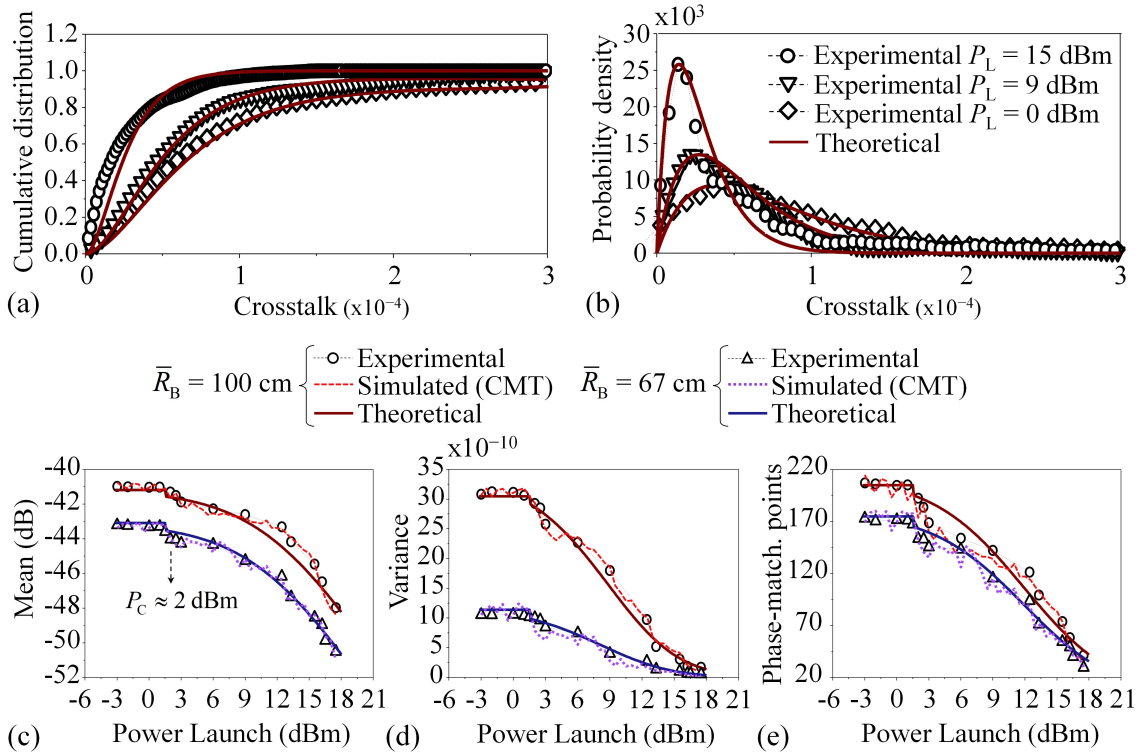 ×10³
1.2
1.0
0.8
0.6
0.4
0.2
0.0
Cumulative distribution
0
1
2
3
Crosstalk (x10⁻⁴)
(a)
30
25
20
15
10
5
0
Probability density
Experimental P_L = 15 dBm
Experimental P_L = 9 dBm
Experimental P_L = 0 dBm
Theoretical
0
1
2
3
Crosstalk (x10⁻⁴)
(b)
R̅_B = 100 cm
Experimental
Simulated (CMT)
Theoretical
R̅_B = 67 cm
Experimental
Simulated (CMT)
Theoretical
-40
-41
-43
-44
-46
-48
-50
-52
Mean (dB)
P_C ≈ 2 dBm
-6 -3 0 3 6 9 12 15 18 21
Power Launch (dBm)
(c)
x10⁻¹⁰
35
30
25
20
15
10
5
0
Variance
-6 -3 0 3 6 9 12 15 18 21
Power Launch (dBm)
(d)
220
170
120
70
20
Phase-match. points
-6 -3 0 3 6 9 12 15 18 21
Power Launch (dBm)
(e)